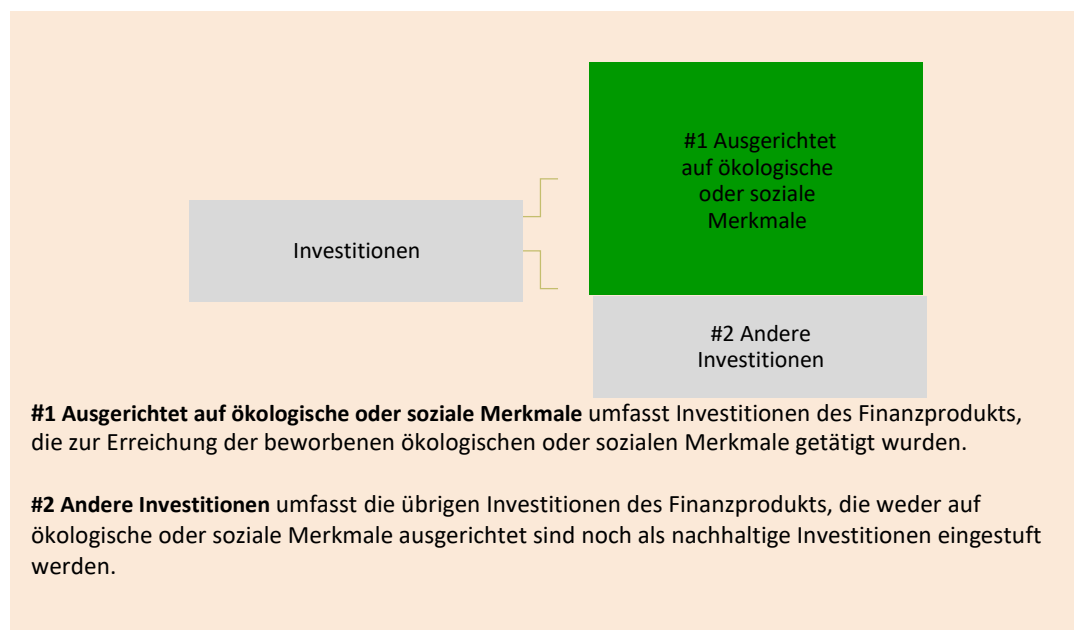 #1 Ausgerichtet
auf ökologische
oder soziale
Merkmale
Investitionen
#2 Andere
Investitionen
#1 Ausgerichtet auf ökologische oder soziale Merkmale umfasst Investitionen des Finanzprodukts,
die zur Erreichung der beworbenen ökologischen oder sozialen Merkmale getätigt wurden.
#2 Andere Investitionen umfasst die übrigen Investitionen des Finanzprodukts, die weder auf
ökologische oder soziale Merkmale ausgerichtet sind noch als nachhaltige Investitionen eingestuft
werden.